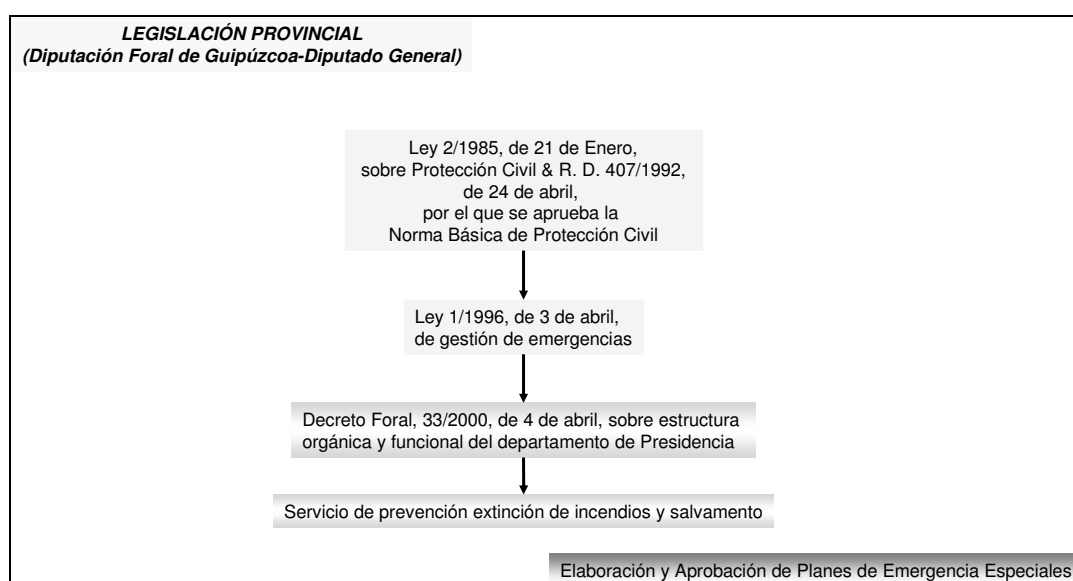 LEGISLACIÓN PROVINCIAL
(Diputación Foral de Guipúzcoa-Diputado General)
Ley 2/1985, de 21 de Enero,
sobre Protección Civil & R. D. 407/1992,
de 24 de abril,
por el que se aprueba la
Norma Básica de Protección Civil
Ley 1/1996, de 3 de abril,
de gestión de emergencias
Decreto Foral, 33/2000, de 4 de abril, sobre estructura
orgánica y funcional del departamento de Presidencia
Servicio de prevención extinción de incendios y salvamento
Elaboración y Aprobación de Planes de Emergencia Especiales